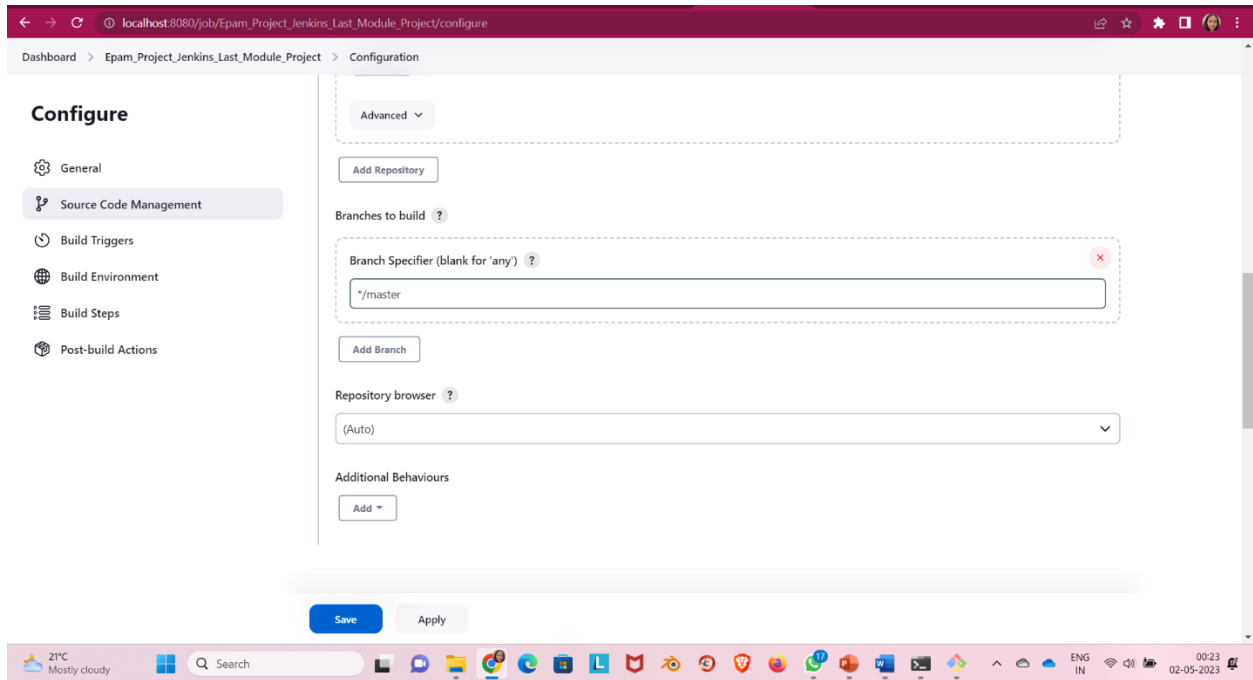 localhost:8080/job/Epam_Project_Jenkins_Last_Module_Project/configure
Dashboard > Epam_Project_Jenkins_Last_Module_Project > Configuration
Configure
General
Source Code Management
Build Triggers
Build Environment
Build Steps
Post-build Actions
Advanced
Add Repository
Branches to build ?
Branch Specifier (blank for 'any') ?
*/master
Add Branch
Repository browser ?
(Auto)
Additional Behaviours
Add
Save Apply
21°C
Mostly cloudy
Search
L
17
ENG
IN
00:23
02-05-2023